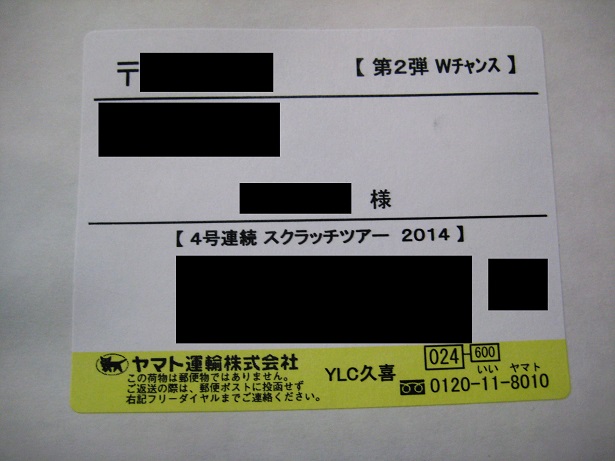 〒 【 第2弾 Wチャンス 】
様
【 4号連続 スクラッチツアー 2014 】
ヤマト運輸株式会社
この荷物は郵便物ではありません。
ご返送の際は、郵便ポストに投函せず
右記フリーダイヤルまでご連絡ください。
YLC久喜
024-600
いい ヤマト
0120-11-8010